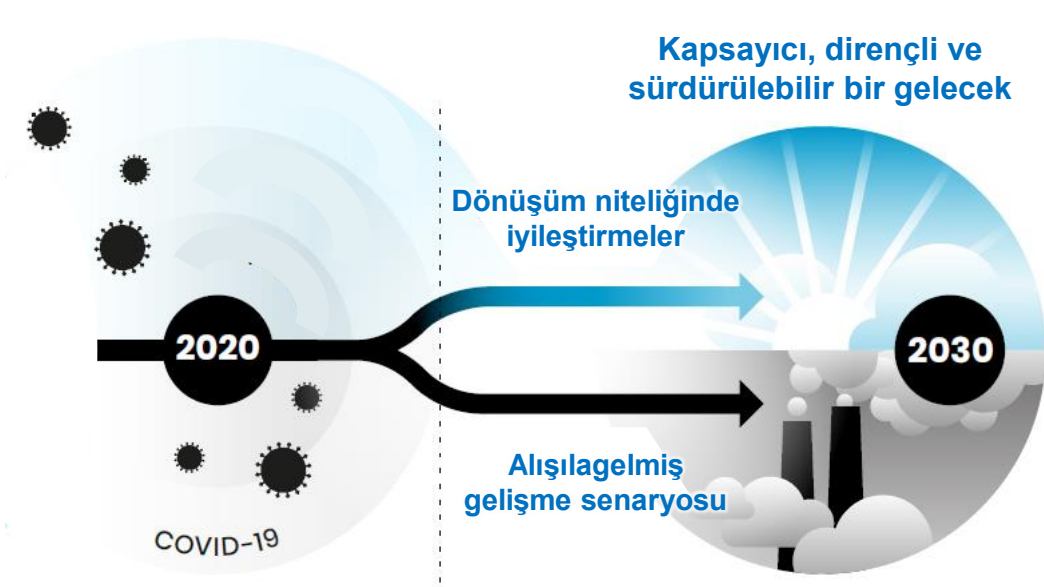 Kapsayıcı, dirençli ve
sürdürülebilir bir gelecek
Dönüşüm niteliğinde
iyileştirmeler
2020
2030
Alışılagelmiş
gelişme senaryosu
COVID-19